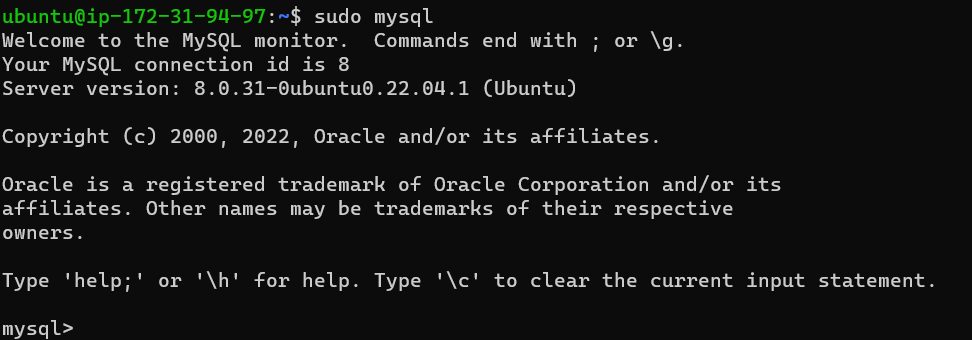 ubuntu@ip-172-31-94-97:~$ sudo mysql
Welcome to the MySQL monitor.  Commands end with ; or \g.
Your MySQL connection id is 8
Server version: 8.0.31-0ubuntu0.22.04.1 (Ubuntu)
Copyright (c) 2000, 2022, Oracle and/or its affiliates.
Oracle is a registered trademark of Oracle Corporation and/or its
affiliates. Other names may be trademarks of their respective
owners.
Type 'help;' or '\h' for help. Type '\c' to clear the current input statement.
mysql>